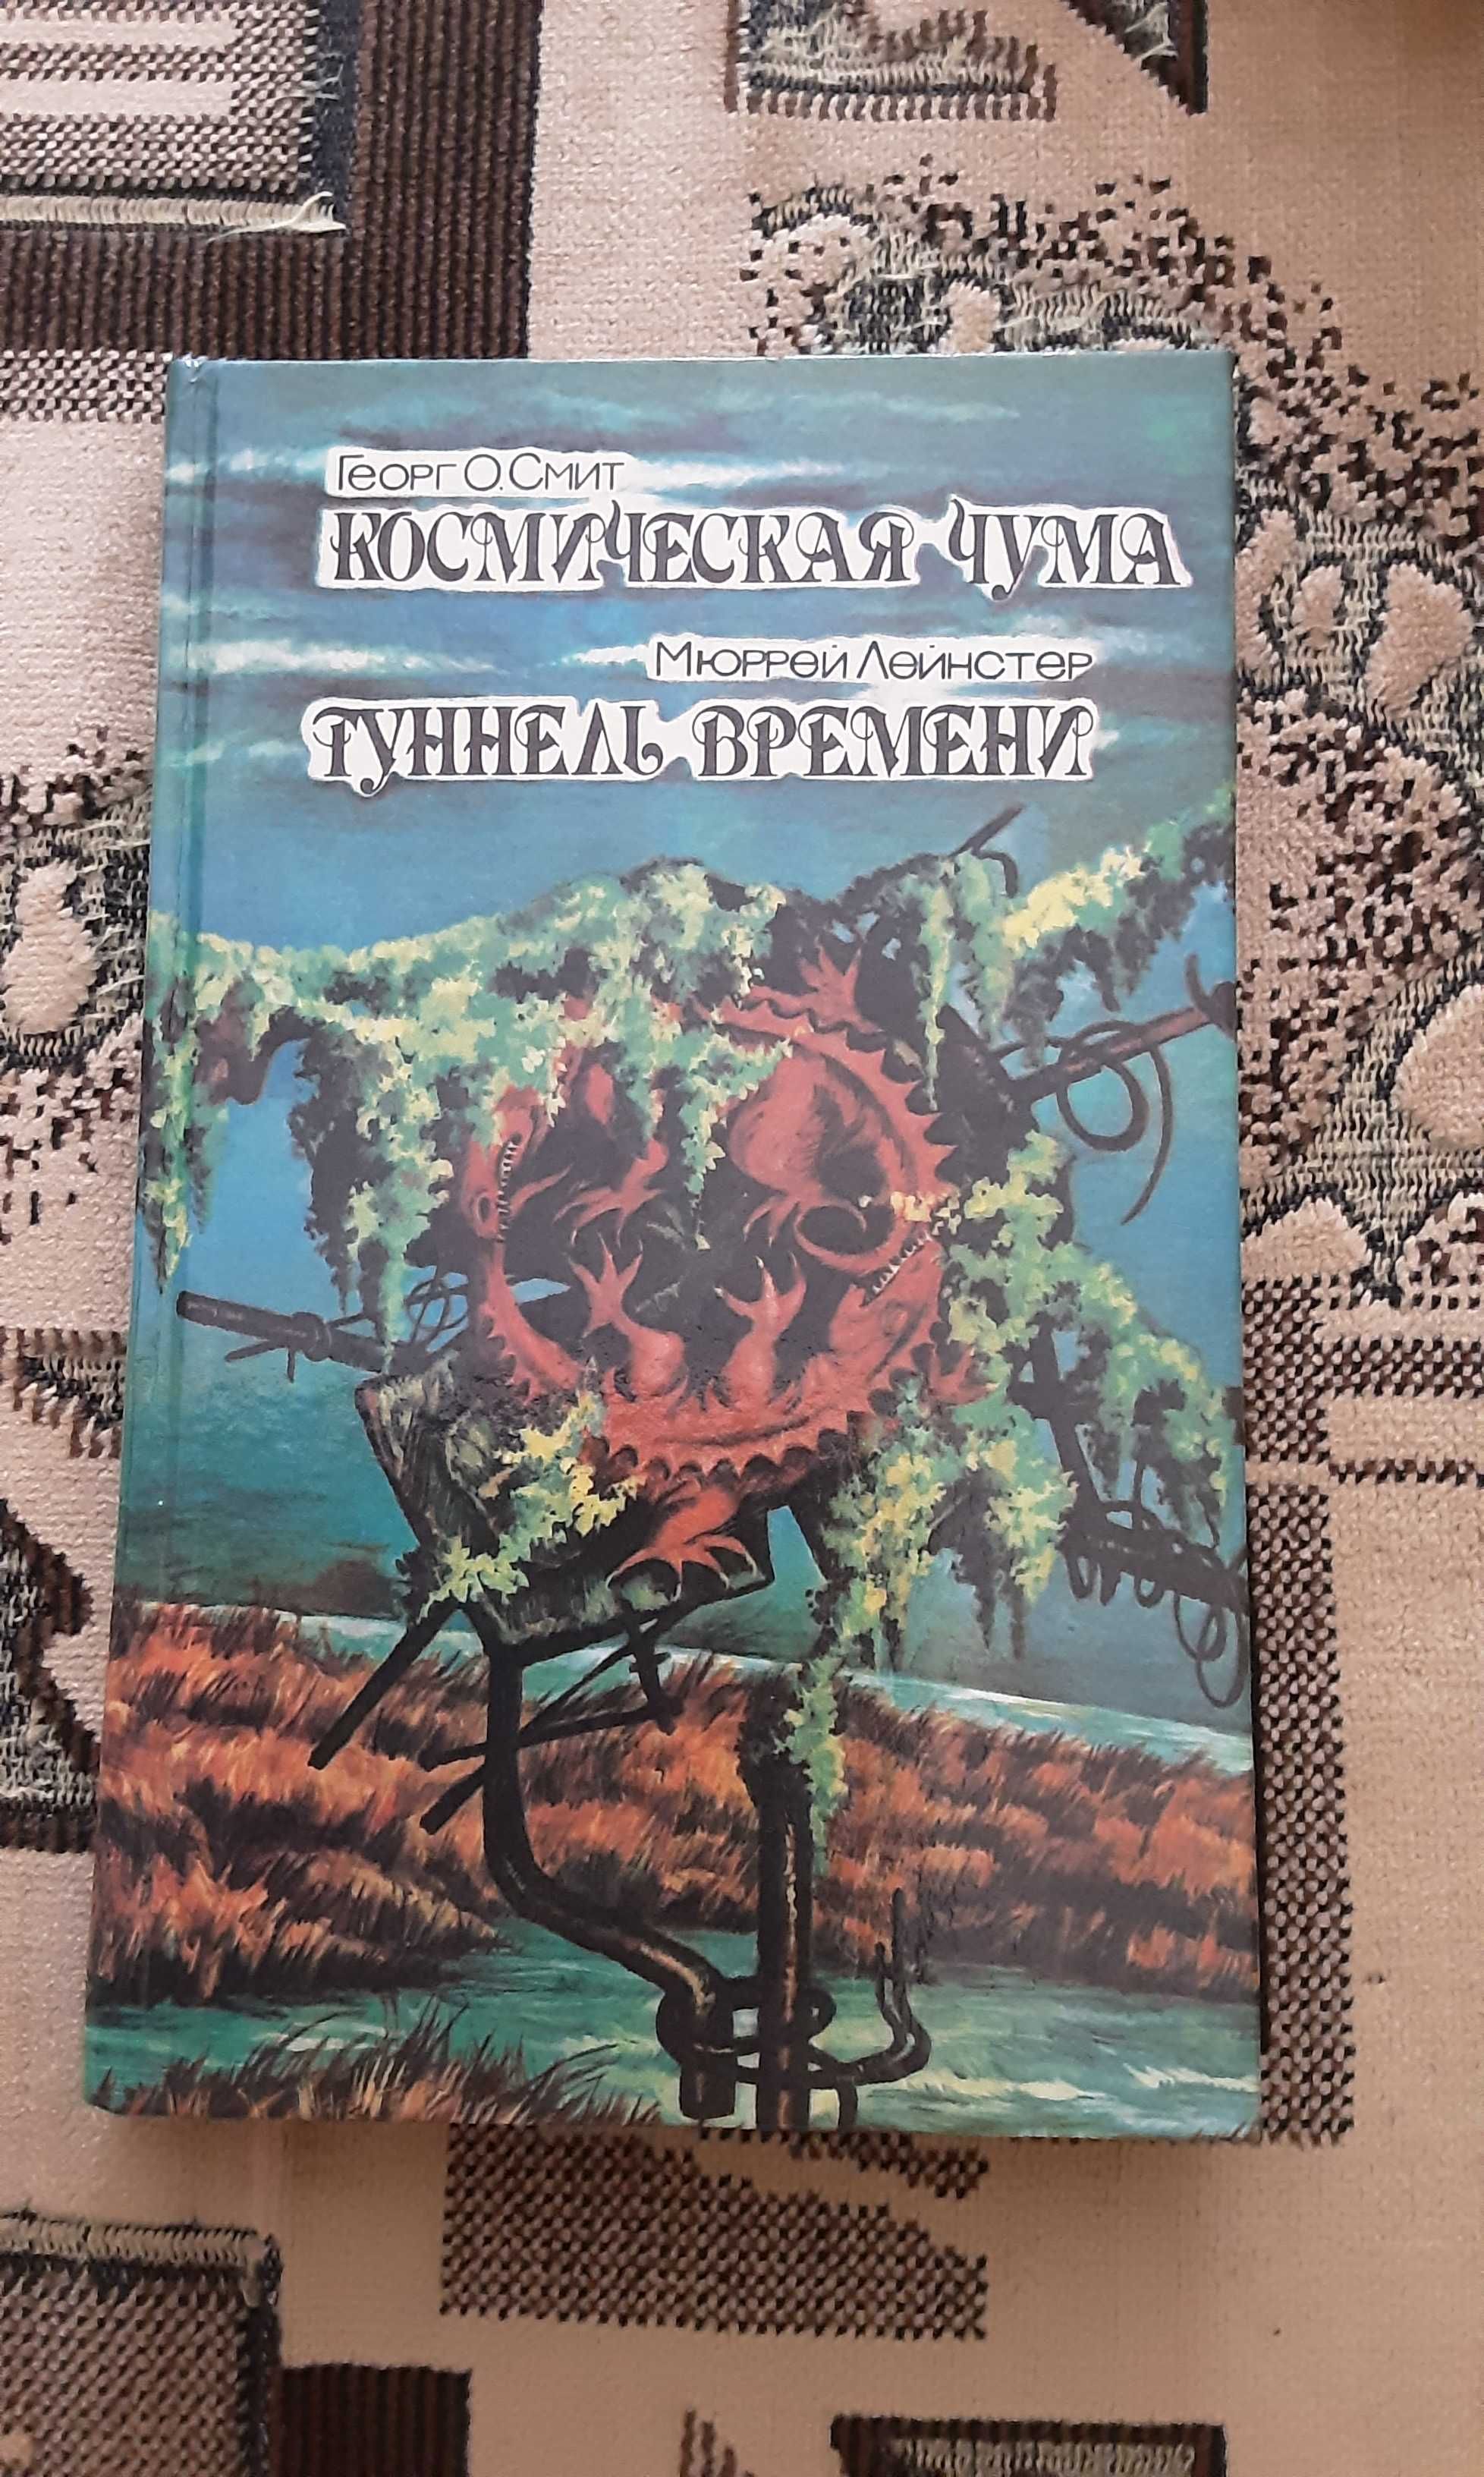 Георг О. Смит
КОСМИЧЕСКАЯ ЧУМА
Мюррей Лейнстер
ТУННЕЛЬ ВРЕМЕНИ